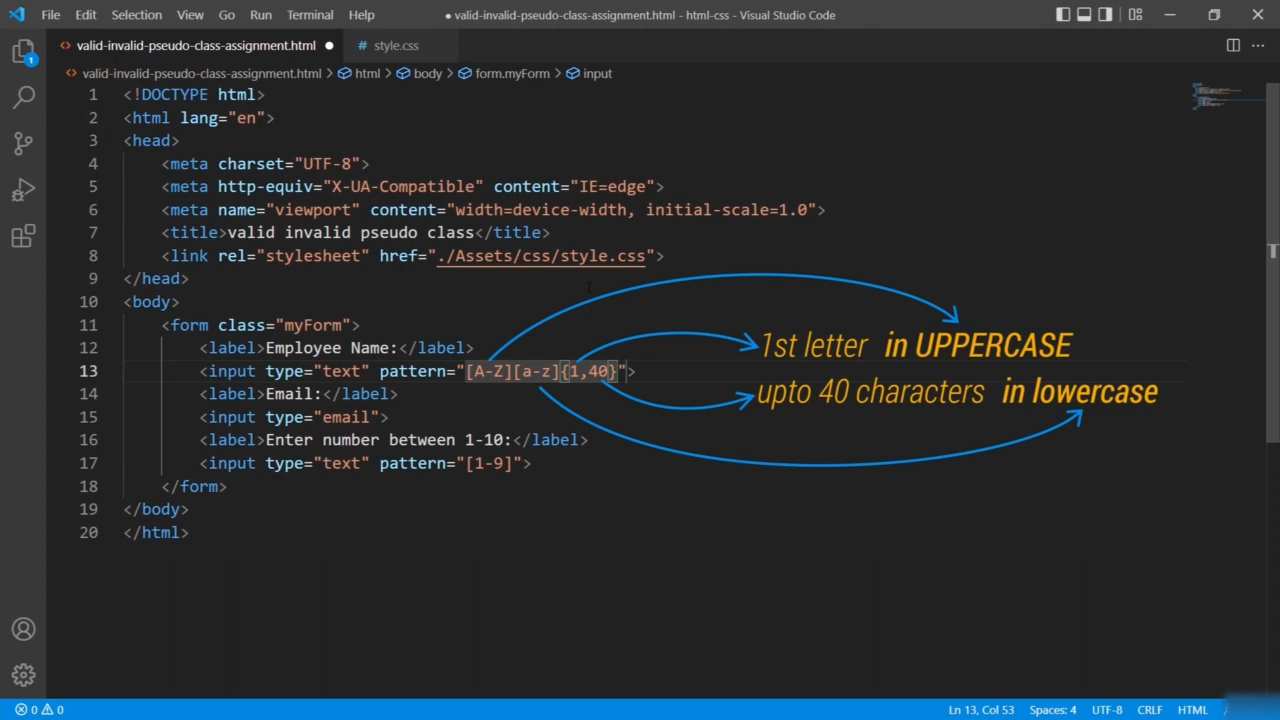 File Edit Selection View Go Run Terminal Help ● valid-invalid-pseudo-class-assignment.html - html-css - Visual Studio Code
1
<> valid-invalid-pseudo-class-assignment.html ● # style.css
<> valid-invalid-pseudo-class-assignment.html > html > body > form.myForm > input
1 <!DOCTYPE html>
2 <html lang="en">
3 <head>
4     <meta charset="UTF-8">
5     <meta http-equiv="X-UA-Compatible" content="IE=edge">
6     <meta name="viewport" content="width=device-width, initial-scale=1.0">
7     <title>valid invalid pseudo class</title>
8     <link rel="stylesheet" href="./Assets/css/style.css">
9 </head>
10 <body>
11     <form class="myForm">
12         <label>Employee Name:</label>
13         <input type="text" pattern="[A-Z][a-z]{1,40}">
14         <label>Email:</label>
15         <input type="email">
16         <label>Enter number between 1-10:</label>
17         <input type="text" pattern="[1-9]">
18     </form>
19 </body>
20 </html>
1st letter in UPPERCASE
upto 40 characters in lowercase
0 0 Ln 13, Col 53 Spaces: 4 UTF-8 CRLF HTML